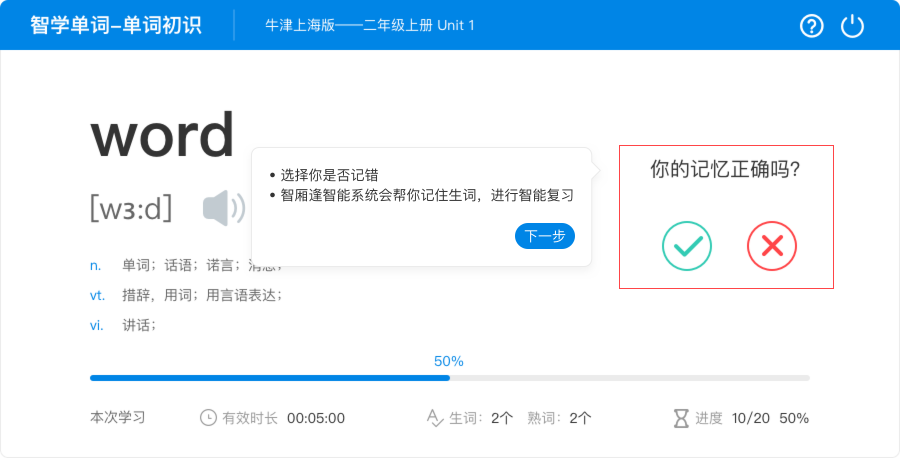 智学单词–单词初识
牛津上海版——二年级上册 Unit 1
word
[wɜ:d]
n. 单词；话语；诺言；消息；
vt. 措辞，用词；用言语表达；
vi. 讲话；
• 选择你是否记错
• 智厢逢智能系统会帮你记住生词，进行智能复习
下一步
你的记忆正确吗？
50%
本次学习 有效时长 00:05:00 生词：2个 熟词：2个 进度 10/20 50%